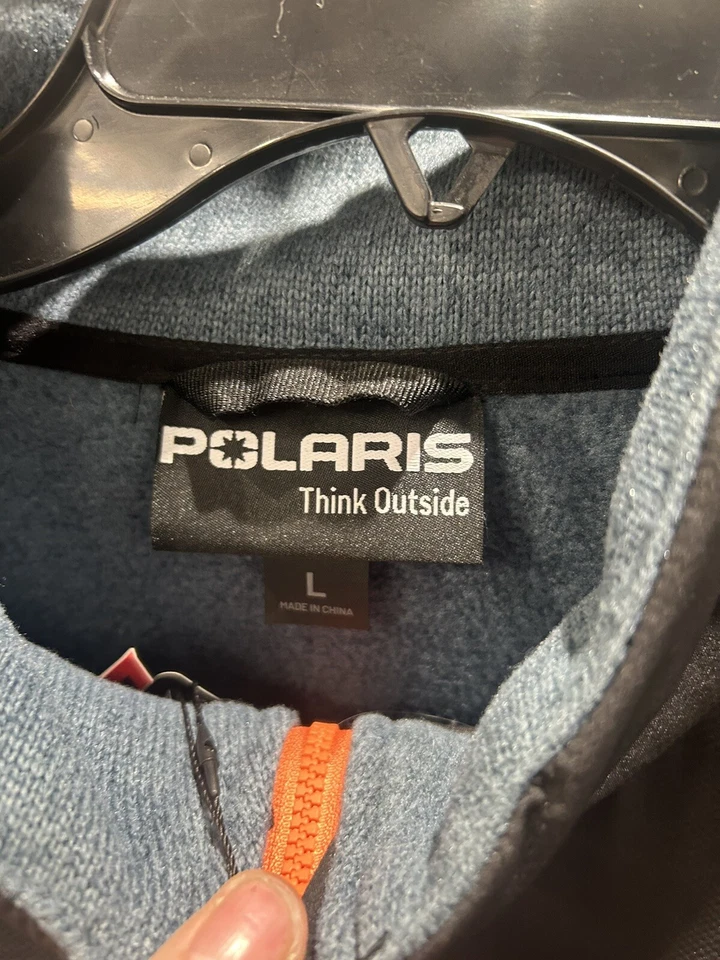 POLARIS
Think Outside
L
MADE IN CHINA